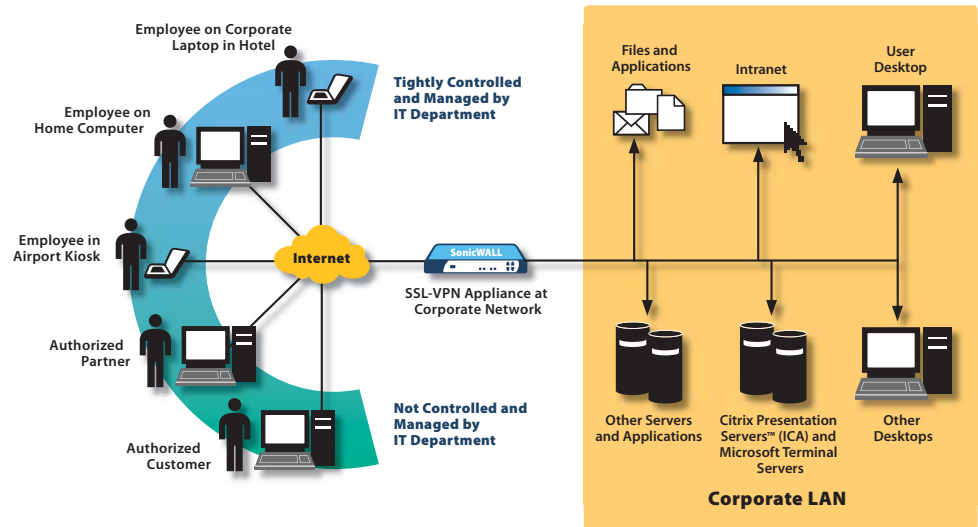 Employee on Corporate
Laptop in Hotel
Tightly Controlled
and Managed by
IT Department
Employee on
Home Computer
Employee in
Airport Kiosk
Internet
SonicWALL
SSL-VPN Appliance at
Corporate Network
Authorized
Partner
Not Controlled and
Managed by
IT Department
Authorized
Customer
Files and
Applications
Intranet
User
Desktop
Other Servers
and Applications
Citrix Presentation
Servers™ (ICA) and
Microsoft Terminal
Servers
Other
Desktops
Corporate LAN